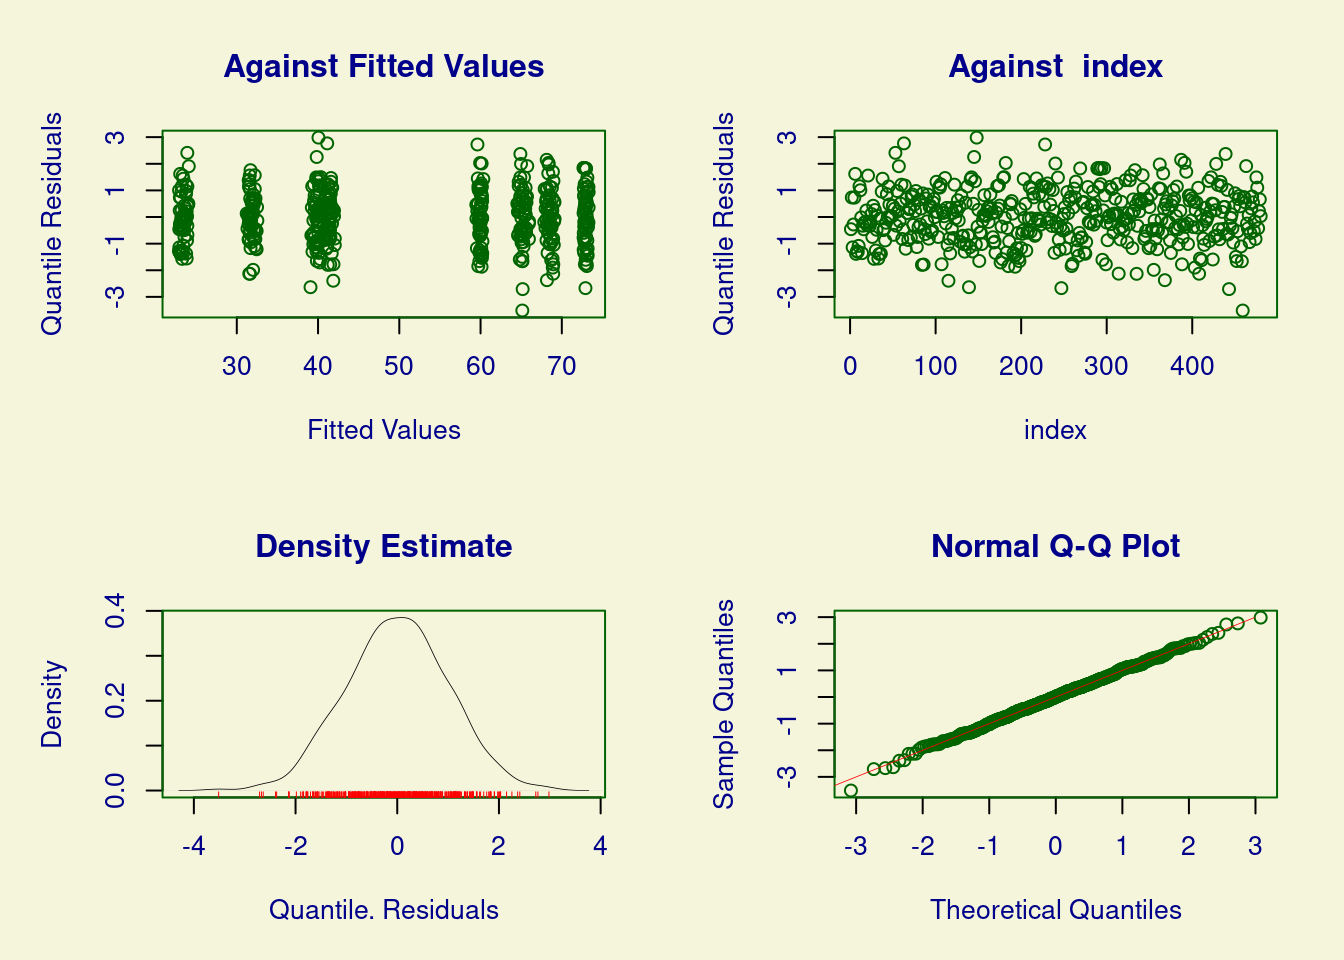 Against Fitted Values
Quantile Residuals
3
1
-1
-3
30 40 50 60 70
Fitted Values
Against  index
Quantile Residuals
3
1
-1
-3
0 100 200 300 400
index
Density Estimate
Density
0.4
0.2
0.0
-4 -2 0 2 4
Quantile. Residuals
Normal Q-Q Plot
Sample Quantiles
3
1
-1
-3
-3 -2 -1 0 1 2 3
Theoretical Quantiles